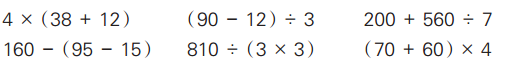 4 × (38 + 12) (90 − 12) ÷ 3 200 + 560 ÷ 7
160 − (95 − 15) 810 ÷ (3 × 3) (70 + 60) × 4